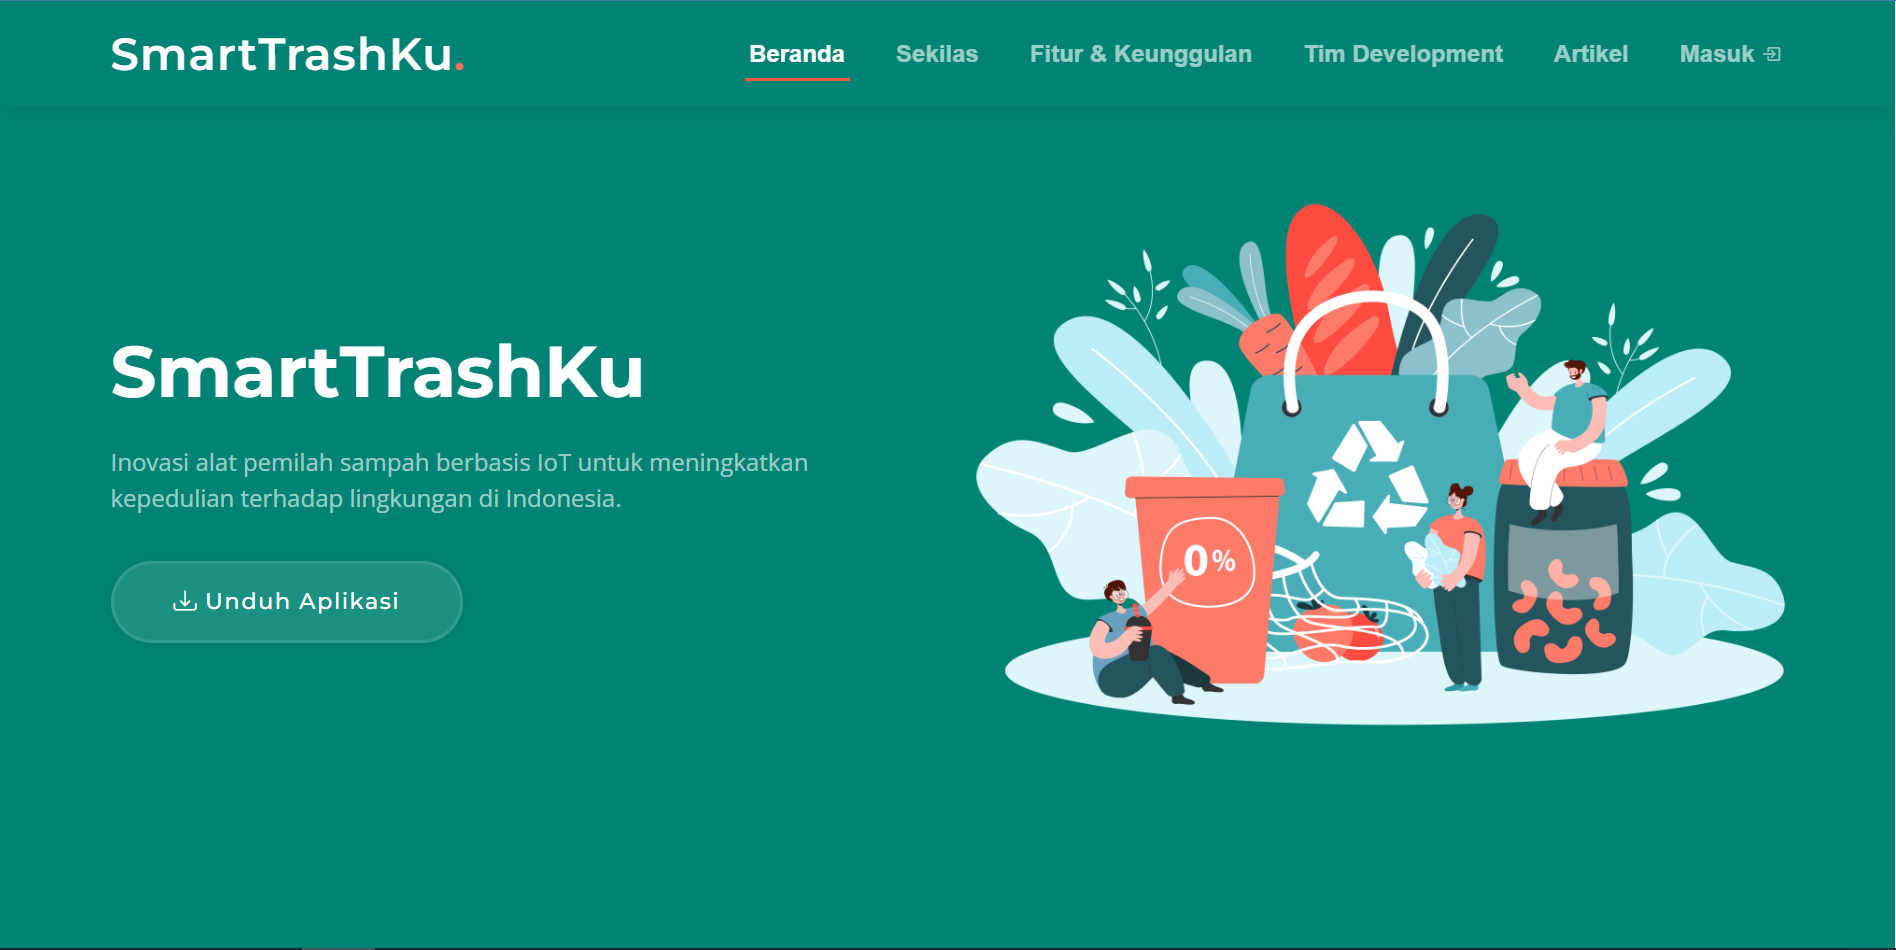 SmartTrashKu.
Beranda Sekilas Fitur & Keunggulan Tim Development Artikel Masuk
SmartTrashKu
Inovasi alat pemilah sampah berbasis IoT untuk meningkatkan
kepedulian terhadap lingkungan di Indonesia.
Unduh Aplikasi
0%